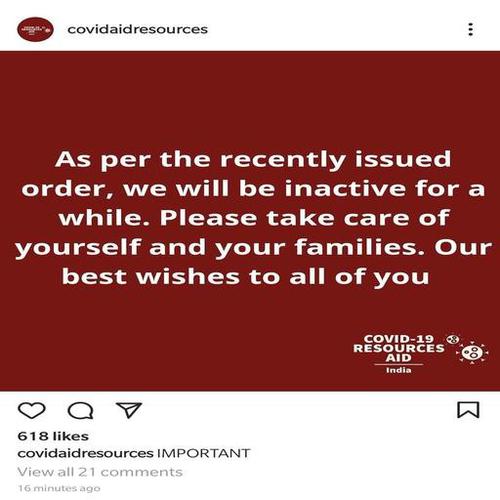 covidaidresources
As per the recently issued
order, we will be inactive for a
while. Please take care of
yourself and your families. Our
best wishes to all of you
COVID-19
RESOURCES
AID
India
618 likes
covidaidresources IMPORTANT
View all 21 comments
16 minutes ago